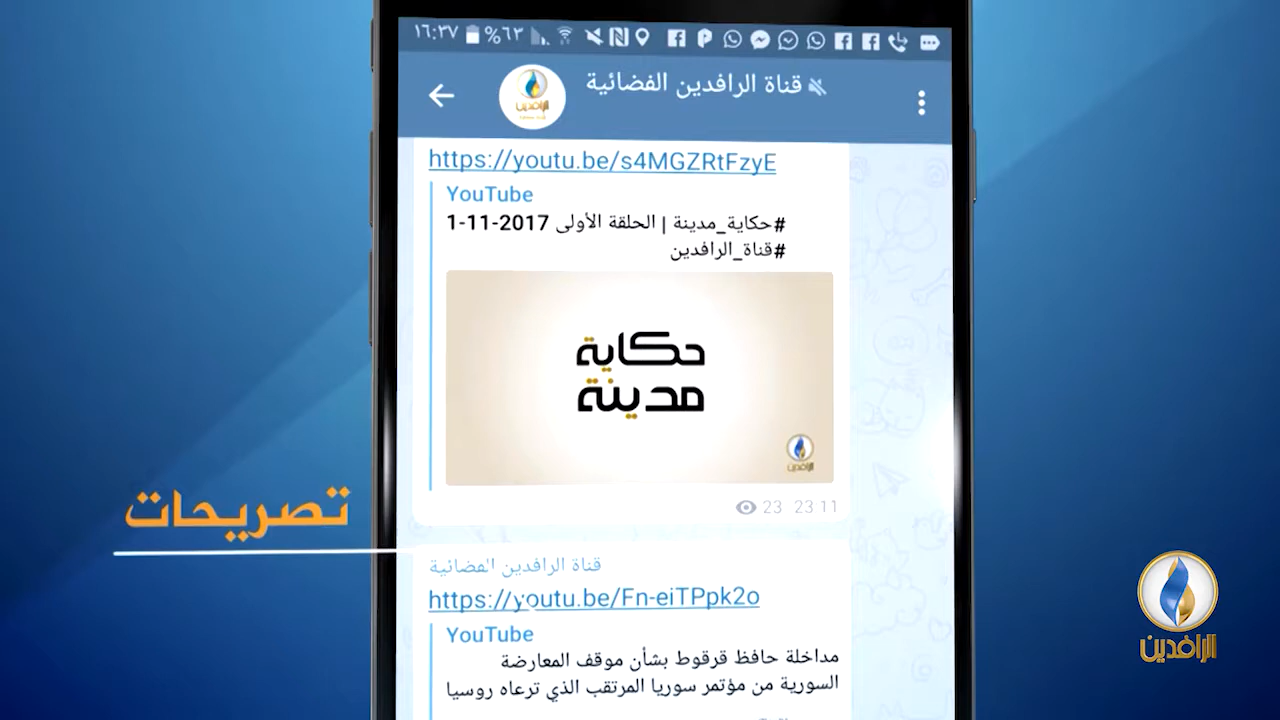 ١٦:٣٧ %٦٣
قناة الرافدين الفضائية
https://youtu.be/s4MGZRtFzyE
YouTube
#حكاية_مدينة | الحلقة الأولى 2017-11-1
#قناة_الرافدين
حكاية
مدينة
الرافدين
23 23 11
تصريحات
قناة الرافدين الفضائية
https://youtu.be/Fn-eiTPpk2o
YouTube
مداخلة حافظ قرقوط بشأن موقف المعارضة
السورية من مؤتمر سوريا المرتقب الذي ترعاه روسيا
الرافدين